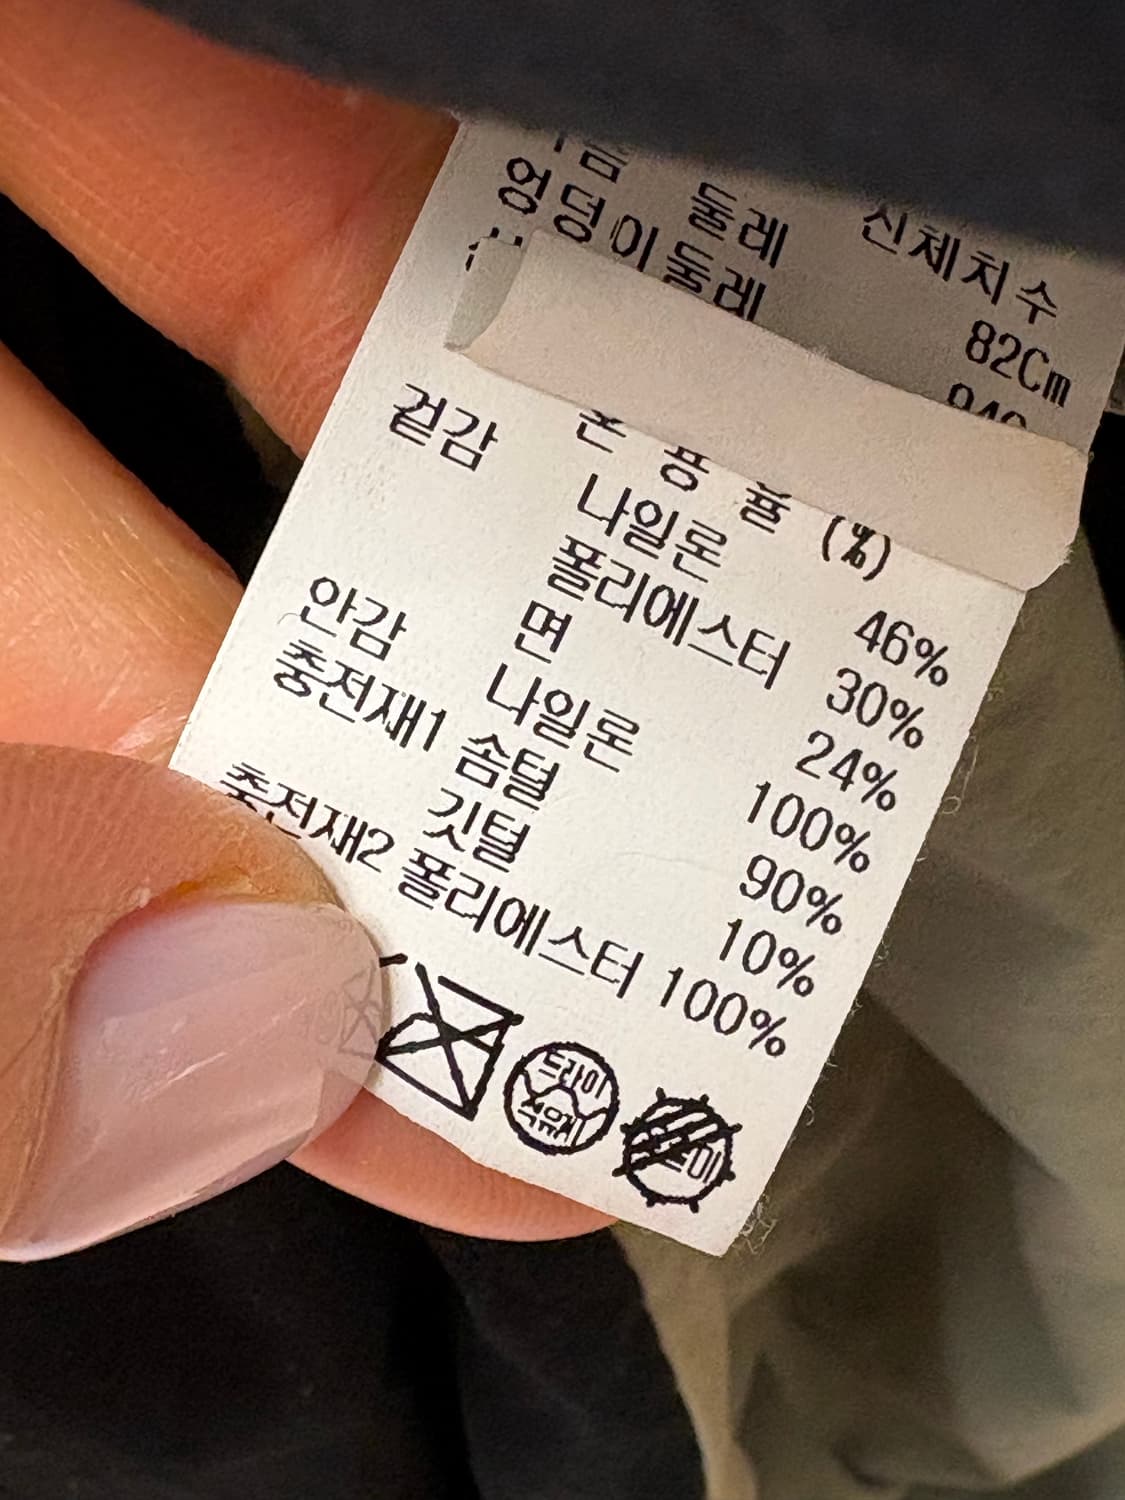 둘레 신체치수
엉덩이둘레 82Cm
혼 용 율 (%)
겉감 나일론 46%
폴리에스터 30%
면 24%
안감 나일론 100%
충전재1 솜털 90%
깃털 10%
충전재2 폴리에스터 100%
드라이
석유계